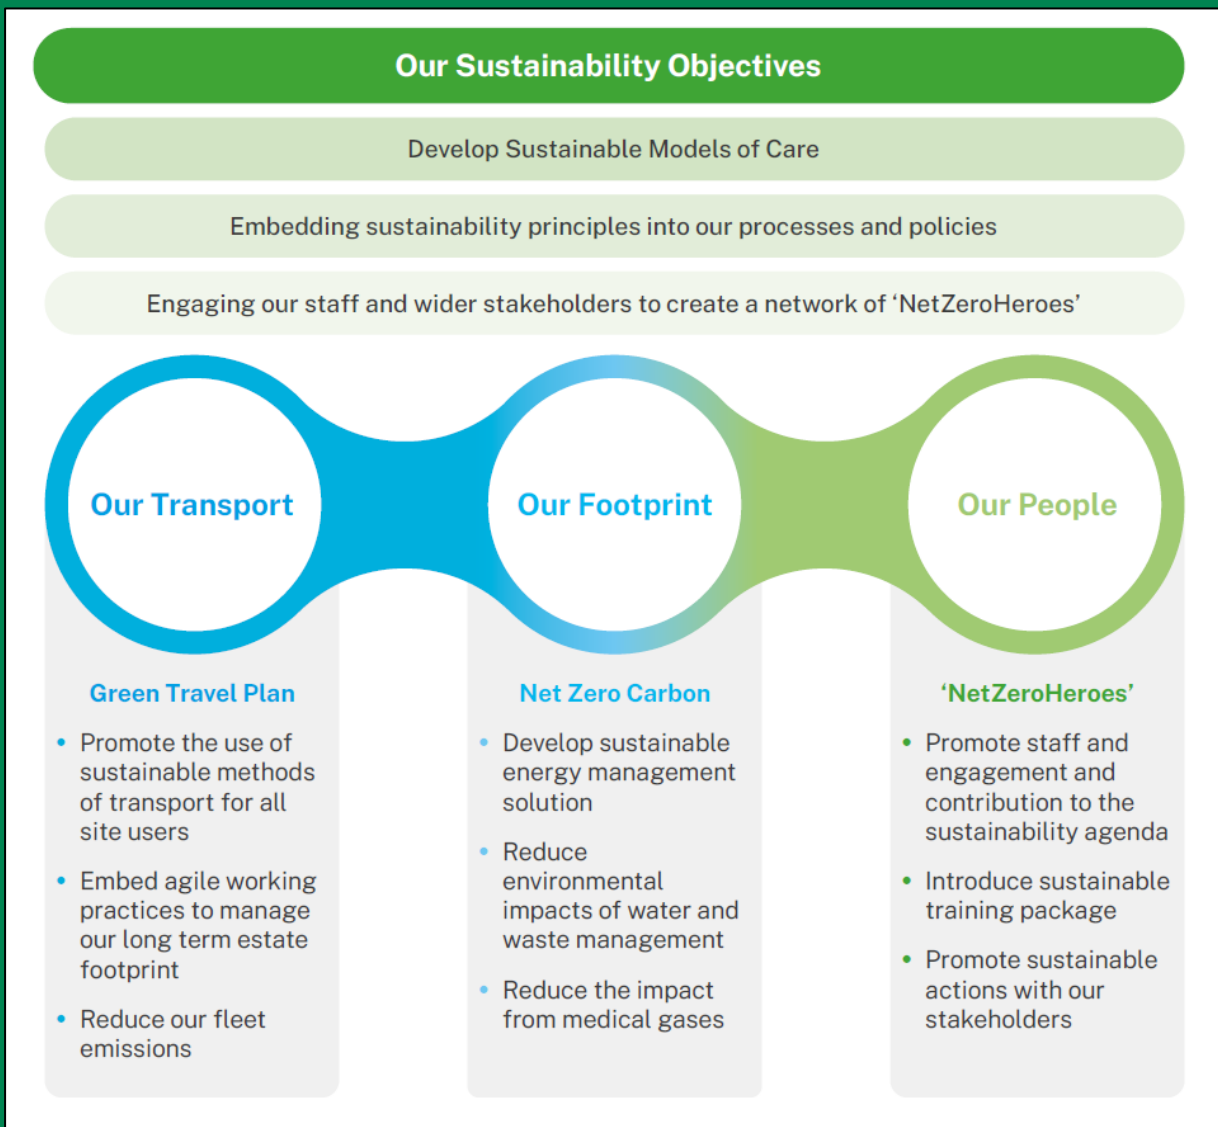 Our Sustainability Objectives
Develop Sustainable Models of Care
Embedding sustainability principles into our processes and policies
Engaging our staff and wider stakeholders to create a network of ‘NetZeroHeroes’
Our Transport
Our Footprint
Our People
Green Travel Plan
• Promote the use of
sustainable methods
of transport for all
site users
• Embed agile working
practices to manage
our long term estate
footprint
• Reduce our fleet
emissions
Net Zero Carbon
• Develop sustainable
energy management
solution
• Reduce
environmental
impacts of water and
waste management
• Reduce the impact
from medical gases
‘NetZeroHeroes’
• Promote staff and
engagement and
contribution to the
sustainability agenda
• Introduce sustainable
training package
• Promote sustainable
actions with our
stakeholders